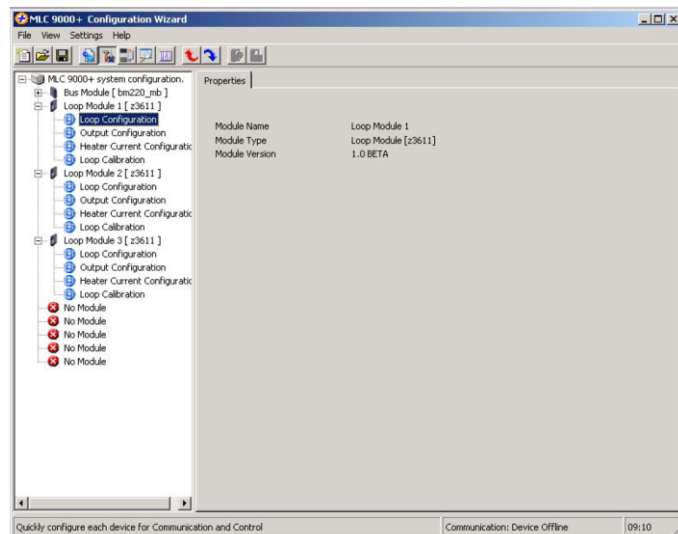 MLC 9000+ Configuration Wizard
File View Settings Help
MLC 9000+ system configuration.
Bus Module [ bm220_mb ]
Loop Module 1 [ z3611 ]
Loop Configuration
Output Configuration
Heater Current Configuratic
Loop Calibration
Loop Module 2 [ z3611 ]
Loop Configuration
Output Configuration
Heater Current Configuratic
Loop Calibration
Loop Module 3 [ z3611 ]
Loop Configuration
Output Configuration
Heater Current Configuratic
Loop Calibration
No Module
No Module
No Module
No Module
No Module
Properties
Module Name Loop Module 1
Module Type Loop Module [z3611]
Module Version 1.0 BETA
Quickly configure each device for Communication and Control Communication: Device Offline 09:10